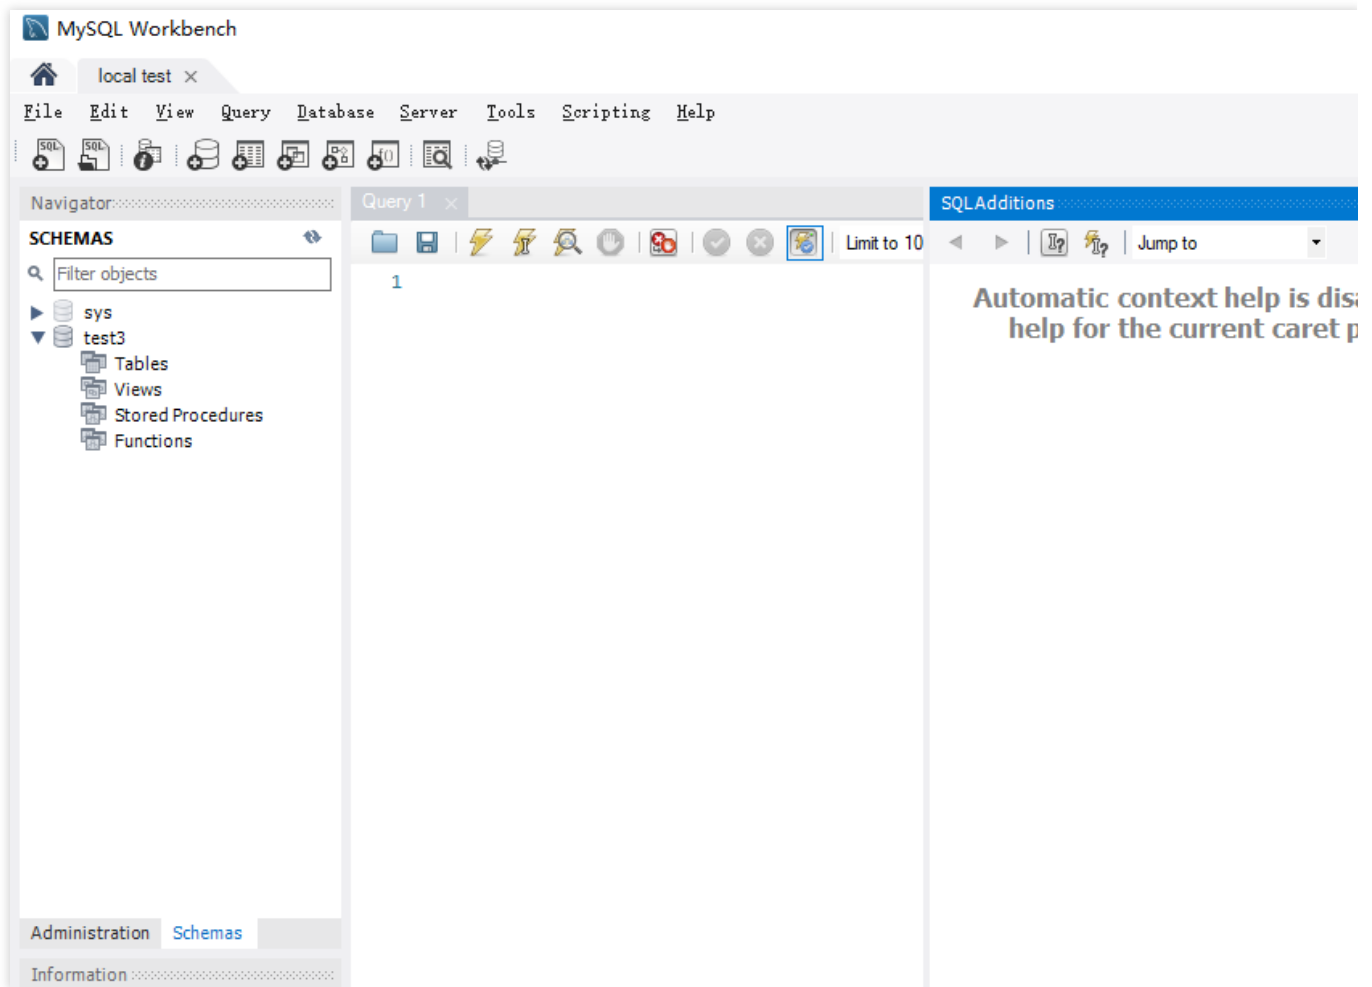 MySQL Workbench
local test
File Edit View Query Database Server Tools Scripting Help
Navigator
SCHEMAS
Filter objects
sys
test3
Tables
Views
Stored Procedures
Functions
Administration Schemas
Information
Query 1
Limit to 10
1
SQLAdditions
Jump to
Automatic context help is disa
help for the current caret p